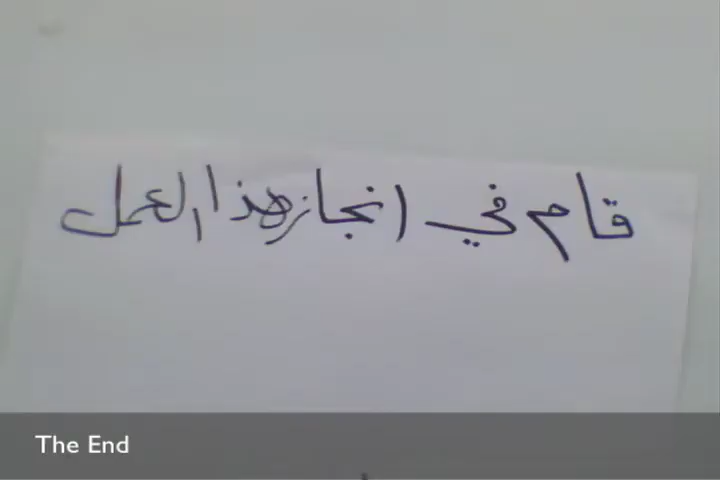 قام في انجاز هذا العمل
The End